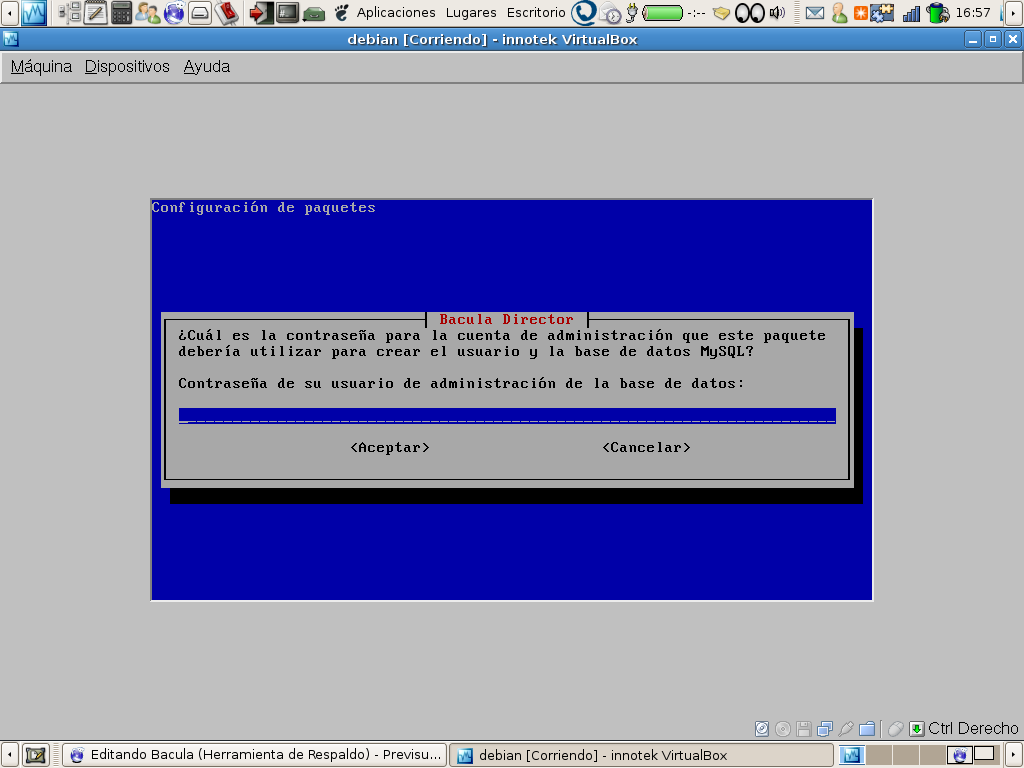 Aplicaciones Lugares Escritorio -:-- 16:57
debian [Corriendo] - innotek VirtualBox
Máquina Dispositivos Ayuda
Configuración de paquetes
Bacula Director
¿Cuál es la contraseña para la cuenta de administración que este paquete
debería utilizar para crear el usuario y la base de datos MySQL?
Contraseña de su usuario de administración de la base de datos:
<Aceptar> <Cancelar>
Ctrl Derecho
Editando Bacula (Herramienta de Respaldo) - Previsu... debian [Corriendo] - innotek VirtualBox